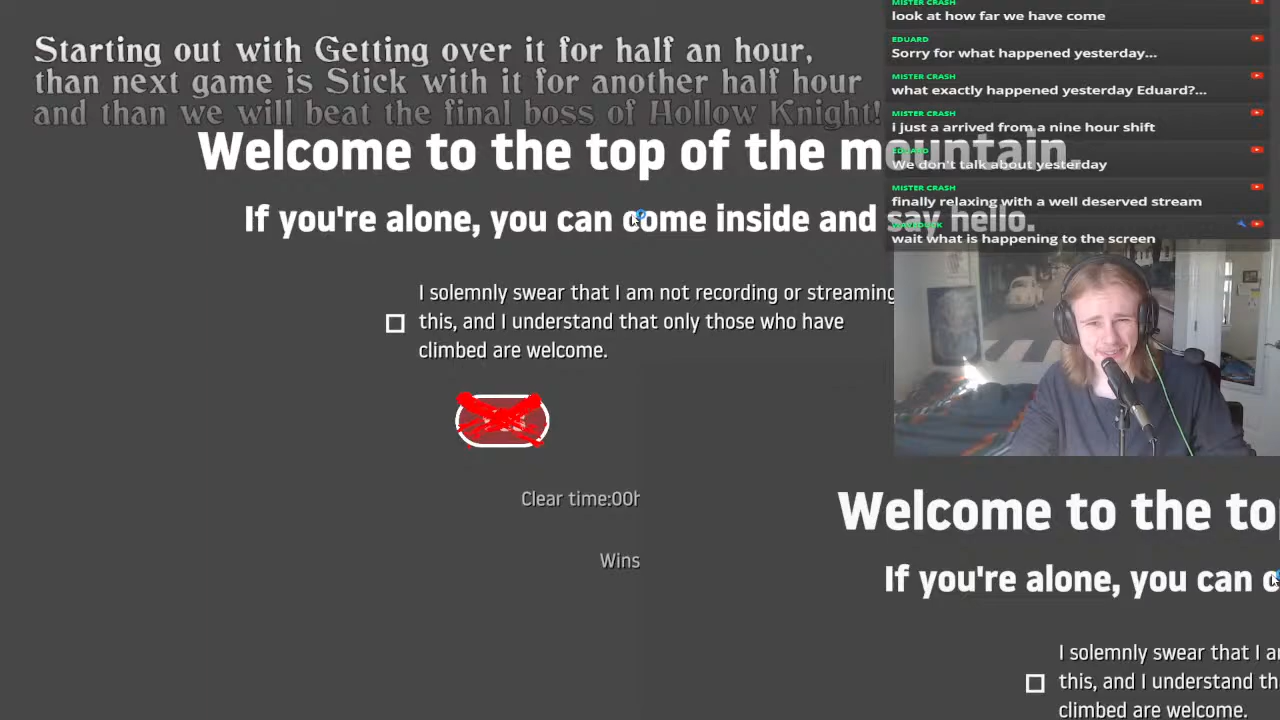 Starting out with Getting over it for half an hour,
than next game is Stick with it for another half hour
and than we will beat the final boss of Hollow Knight!
Welcome to the top of the mountain.
If you're alone, you can come inside and say hello.
I solemnly swear that I am not recording or streaming
this, and I understand that only those who have
climbed are welcome.
Clear time:00h
Wins
MISTER CRASH
look at how far we have come
EDUARD
Sorry for what happened yesterday...
MISTER CRASH
what exactly happened yesterday Eduard?...
MISTER CRASH
i just a arrived from a nine hour shift
EDUARD
We don't talk about yesterday
MISTER CRASH
finally relaxing with a well deserved stream
wait what is happening to the screen
Welcome to the top
If you're alone, you can c
I solemnly swear that I a
this, and I understand th
climbed are welcome.